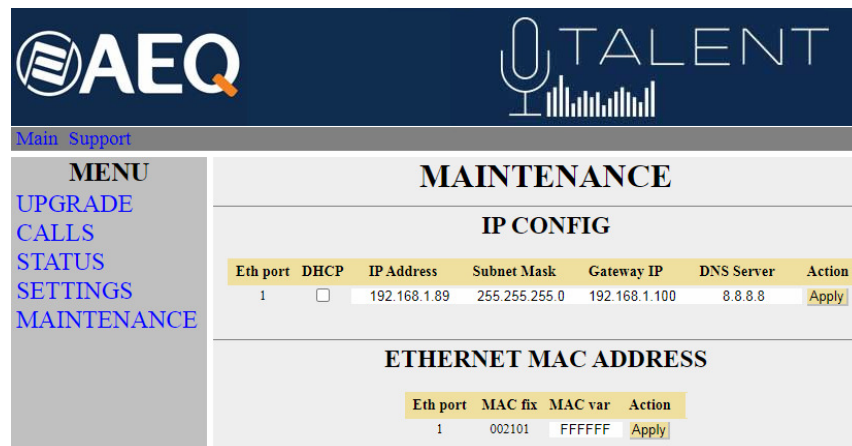 AEQ
TALENT
Main Support
MENU
UPGRADE
CALLS
STATUS
SETTINGS
MAINTENANCE
MAINTENANCE
IP CONFIG
Eth port DHCP IP Address Subnet Mask Gateway IP DNS Server Action
1 192.168.1.89 255.255.255.0 192.168.1.100 8.8.8.8 Apply
ETHERNET MAC ADDRESS
Eth port MAC fix MAC var Action
1 002101 FFFFFF Apply